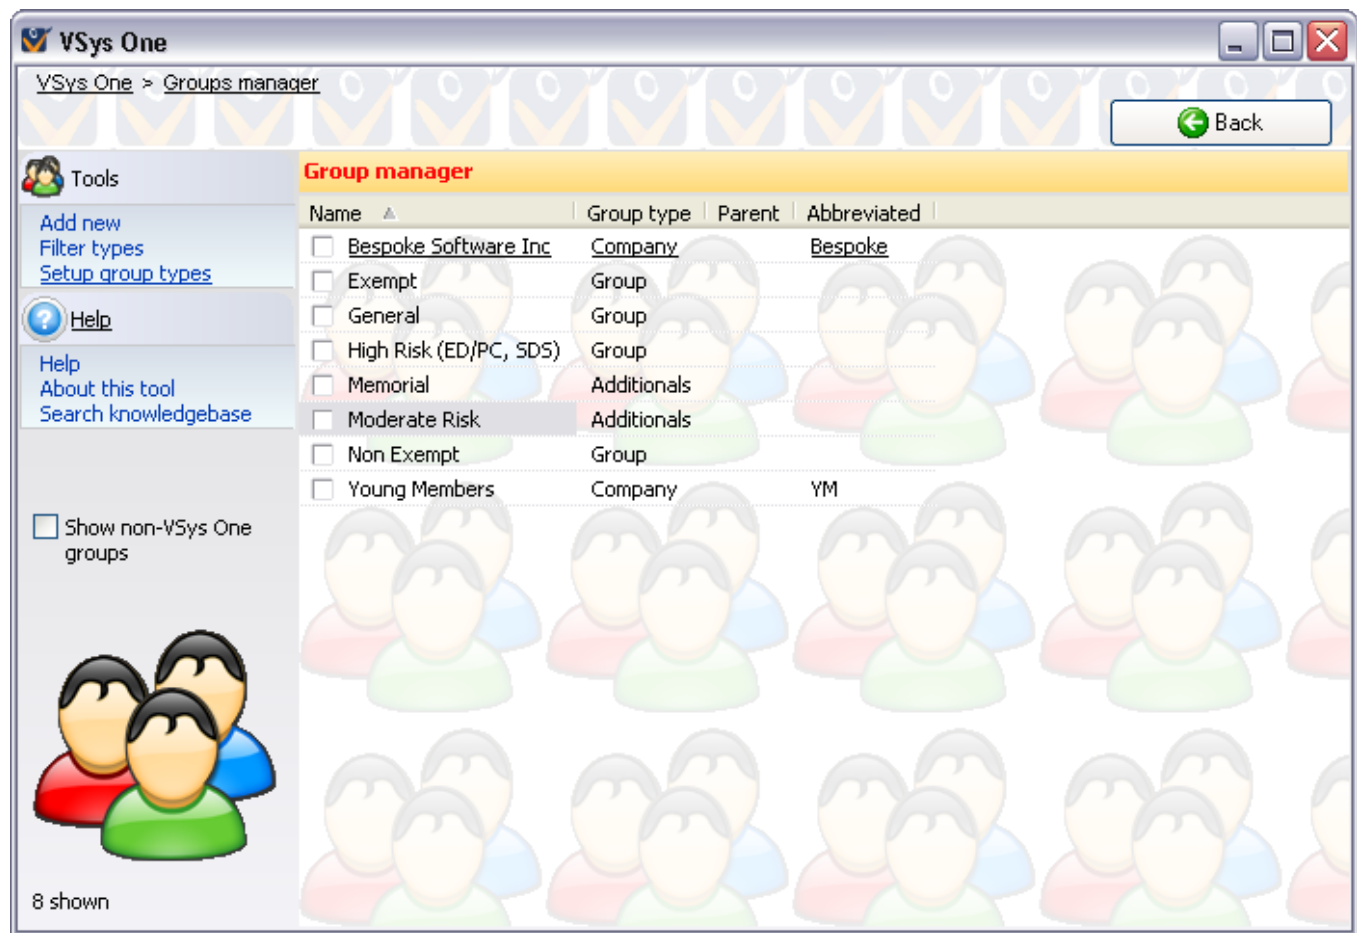 VSys One
VSys One > Groups manager
Back
Tools
Add new
Filter types
Setup group types
Help
Help
About this tool
Search knowledgebase
Show non-VSys One
groups
8 shown
Group manager
Name Group type Parent Abbreviated
Bespoke Software Inc Company Bespoke
Exempt Group
General Group
High Risk (ED/PC, SDS) Group
Memorial Additionals
Moderate Risk Additionals
Non Exempt Group
Young Members Company YM